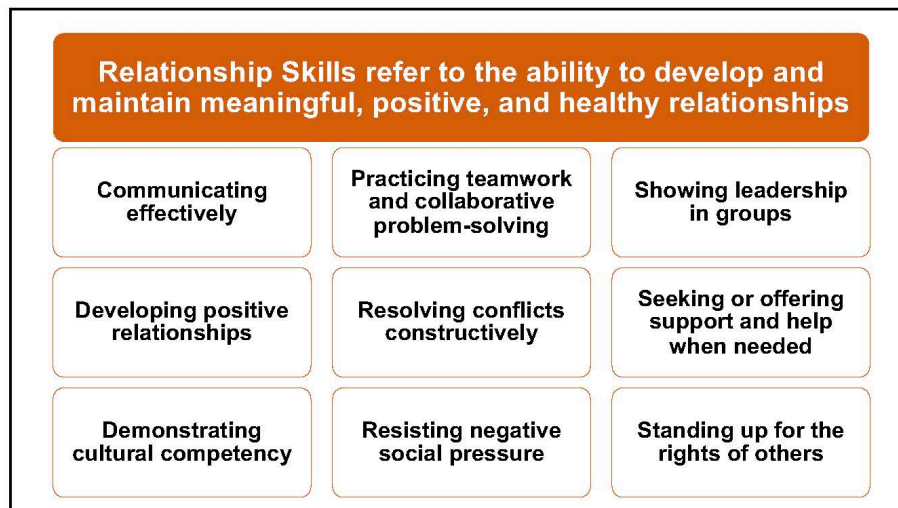 Relationship Skills refer to the ability to develop and
maintain meaningful, positive, and healthy relationships
Communicating
effectively
Practicing teamwork
and collaborative
problem-solving
Showing leadership
in groups
Developing positive
relationships
Resolving conflicts
constructively
Seeking or offering
support and help
when needed
Demonstrating
cultural competency
Resisting negative
social pressure
Standing up for the
rights of others